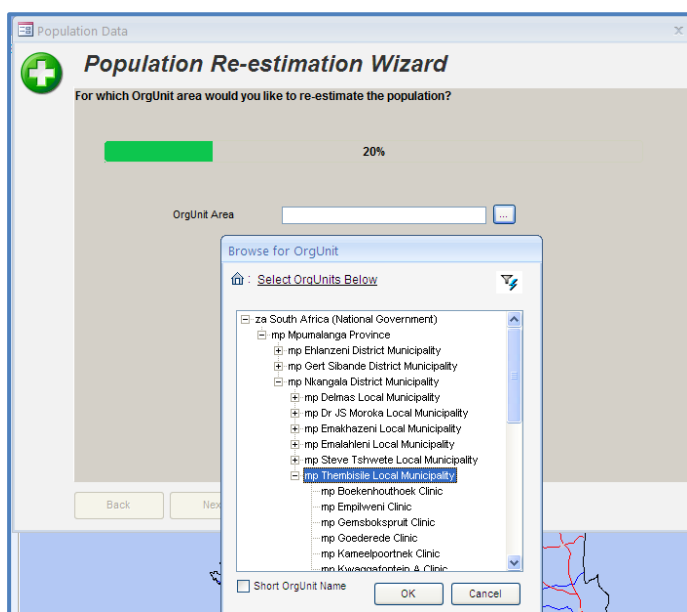 Population Data
Population Re-estimation Wizard
For which OrgUnit area would you like to re-estimate the population?
20%
OrgUnit Area
...
Browse for OrgUnit
: Select OrgUnits Below
za South Africa (National Government)
mp Mpumalanga Province
mp Ehlanzeni District Municipality
mp Gert Sibande District Municipality
mp Nkangala District Municipality
mp Delmas Local Municipality
mp Dr JS Moroka Local Municipality
mp Emakhazeni Local Municipality
mp Emalahleni Local Municipality
mp Steve Tshwete Local Municipality
mp Thembisile Local Municipality
mp Boekenhouthoek Clinic
mp Empilweni Clinic
mp Gemsbokspruit Clinic
mp Goederede Clinic
mp Kameelpoortnek Clinic
mp Kwaggafontein A Clinic
Back Nex
Short OrgUnit Name
OK Cancel